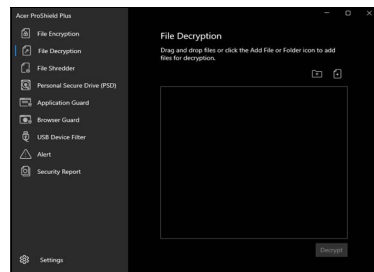 Acer ProShield Plus
File Encryption
File Decryption
File Shredder
Personal Secure Drive (PSD)
Application Guard
Browser Guard
USB Device Filter
Alert
Security Report
Settings
File Decryption
Drag and drop files or click the Add File or Folder icon to add
files for decryption.
Decrypt